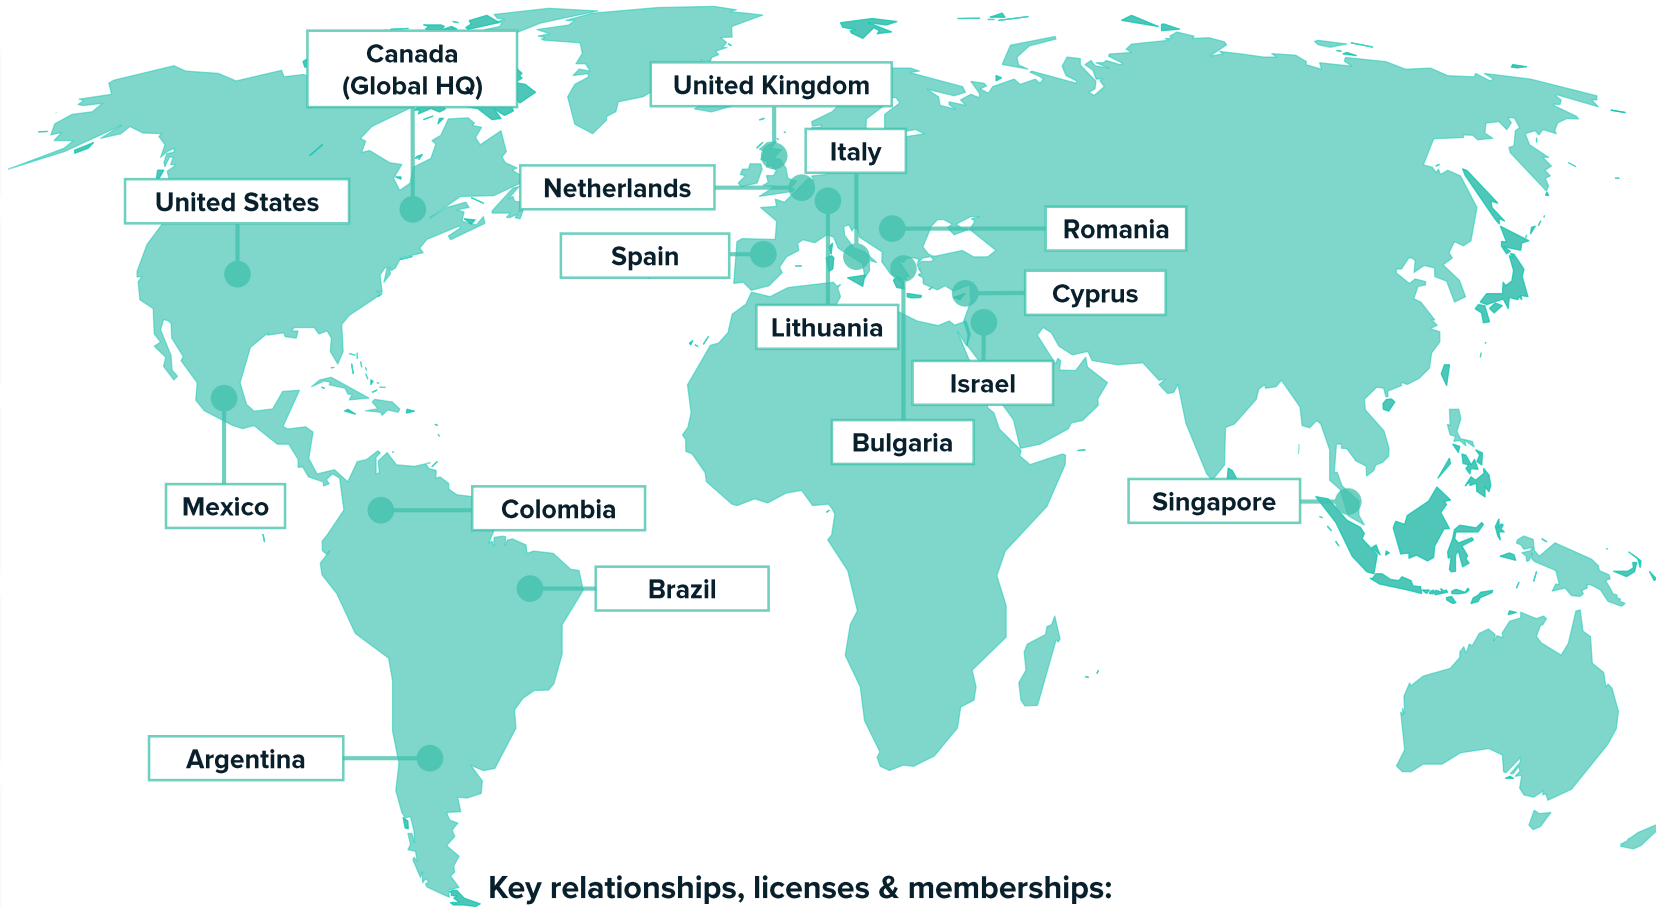 Canada
(Global HQ)
United Kingdom
Italy
Netherlands
United States
Romania
Spain
Cyprus
Lithuania
Israel
Bulgaria
Singapore
Mexico
Colombia
Brazil
Argentina
Key relationships, licenses & memberships: